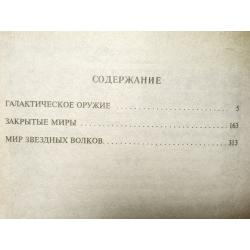 СОДЕРЖАНИЕ
ГАЛАКТИЧЕСКОЕ ОРУЖИЕ . . . . . . . . . . . . . . . . 5
ЗАКРЫТЫЕ МИРЫ . . . . . . . . . . . . . . . . . . . . 163
МИР ЗВЕЗДНЫХ ВОЛКОВ. . . . . . . . . . . . . . . . . 313